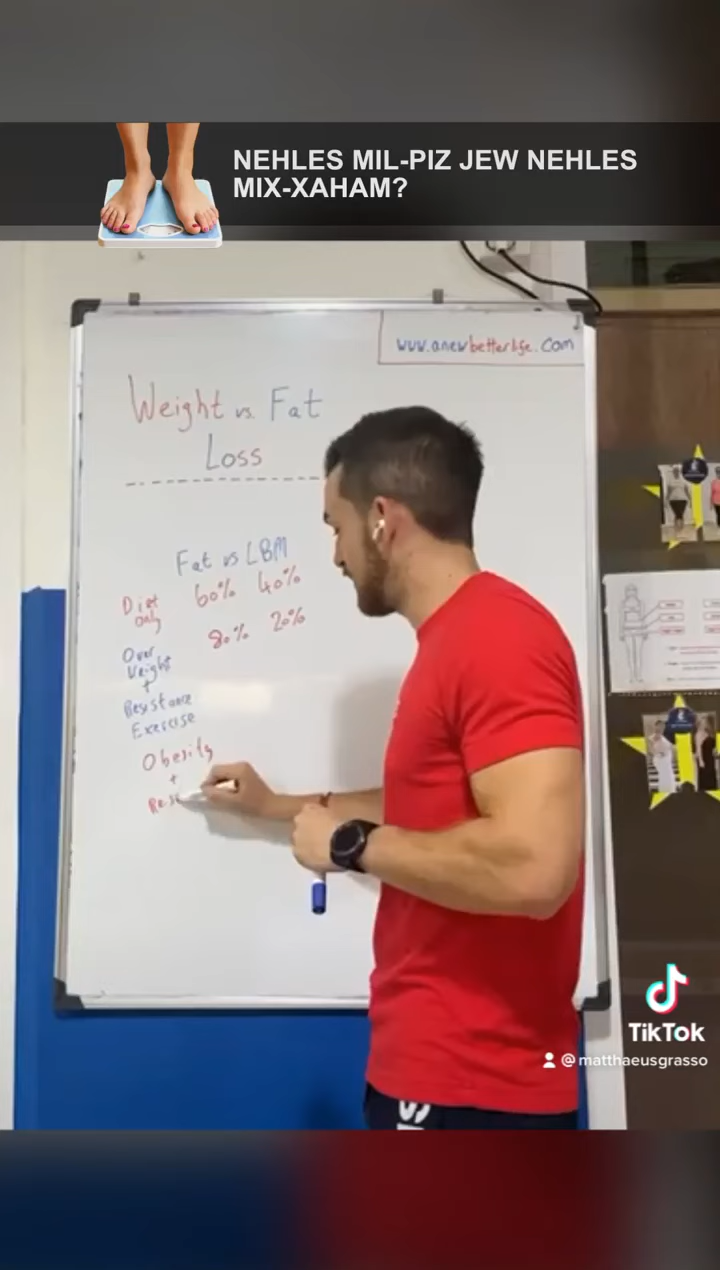 NEHLES MIL-PIZ JEW NEHLES
MIX-XAHAM?
www.anewbetterlife.com
Weight vs. Fat
Loss
Fat vs LBM
Diet
only
60% 40%
Over
Weight
+
Resistance
Exercise
80% 20%
Obesity
+
Resi
TikTok
@matthaeusgrasso